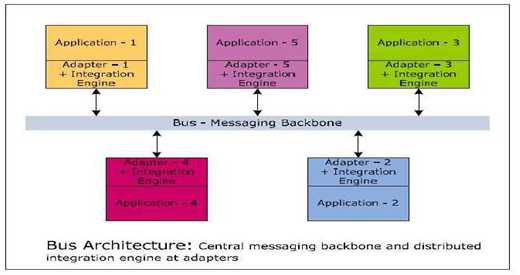 Application - 1
Application - 5
Application - 3
Adapter - 1
+ Integration
Engine
Adapter - 5
+ Integration
Engine
Adapter - 3
+ Integration
Engine
Bus - Messaging Backbone
Adapter - 4
+ Integration
Engine
Adapter - 2
+ Integration
Engine
Application - 4
Application - 2
Bus Architecture: Central messaging backbone and distributed
integration engine at adapters